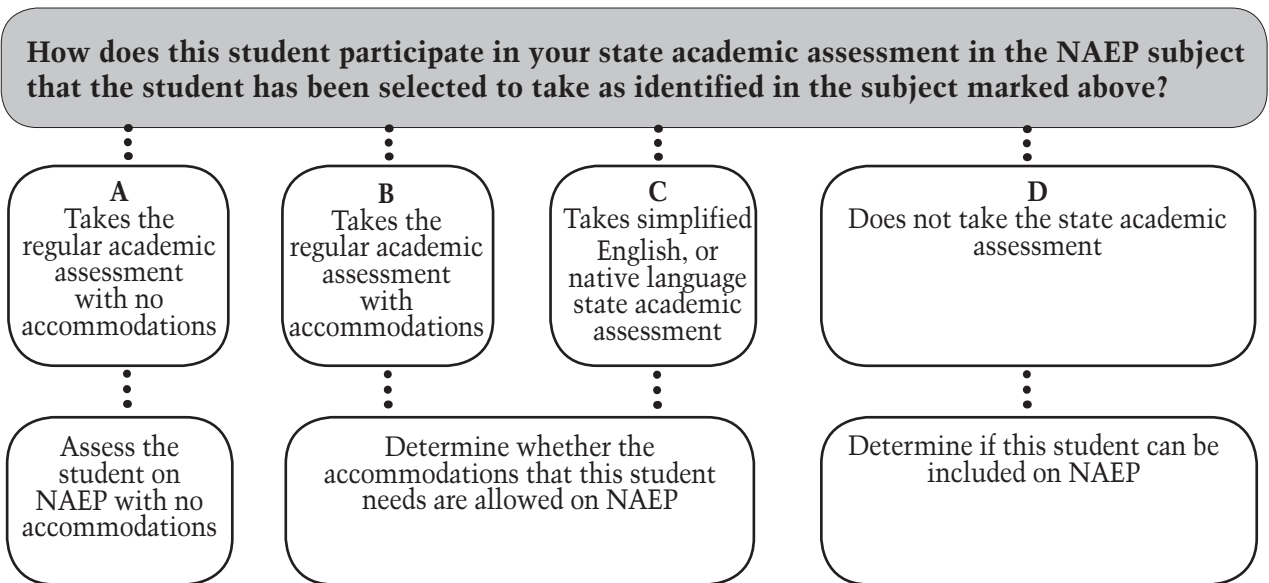 How does this student participate in your state academic assessment in the NAEP subject
that the student has been selected to take as identified in the subject marked above?
A
Takes the
regular academic
assessment
with no
accommodations
B
Takes the
regular academic
assessment
with
accommodations
C
Takes simplified
English, or
native language
state academic
assessment
D
Does not take the state academic
assessment
Assess the
student on
NAEP with no
accommodations
Determine whether the
accommodations that this student
needs are allowed on NAEP
Determine if this student can be
included on NAEP